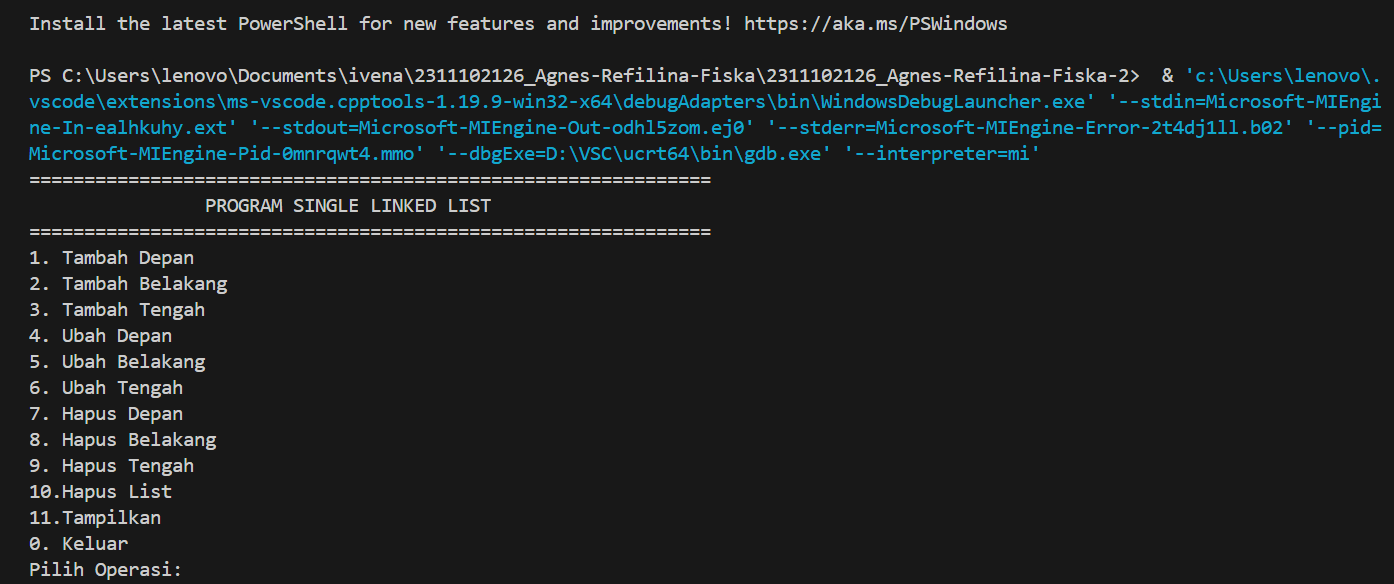 Install the latest PowerShell for new features and improvements! https://aka.ms/PSWindows
PS C:\Users\lenovo\Documents\ivena\2311102126_Agnes-Refilina-Fiska\2311102126_Agnes-Refilina-Fiska-2>  & 'c:\Users\lenovo\.
vscode\extensions\ms-vscode.cpptools-1.19.9-win32-x64\debugAdapters\bin\WindowsDebugLauncher.exe' '--stdin=Microsoft-MIEngi
ne-In-ealhkuhy.ext' '--stdout=Microsoft-MIEngine-Out-odhl5zom.ej0' '--stderr=Microsoft-MIEngine-Error-2t4dj1ll.b02' '--pid=
Microsoft-MIEngine-Pid-0mnrqwt4.mmo' '--dbgExe=D:\VSC\ucrt64\bin\gdb.exe' '--interpreter=mi'
==============================================================
PROGRAM SINGLE LINKED LIST
==============================================================
1. Tambah Depan
2. Tambah Belakang
3. Tambah Tengah
4. Ubah Depan
5. Ubah Belakang
6. Ubah Tengah
7. Hapus Depan
8. Hapus Belakang
9. Hapus Tengah
10.Hapus List
11.Tampilkan
0. Keluar
Pilih Operasi: